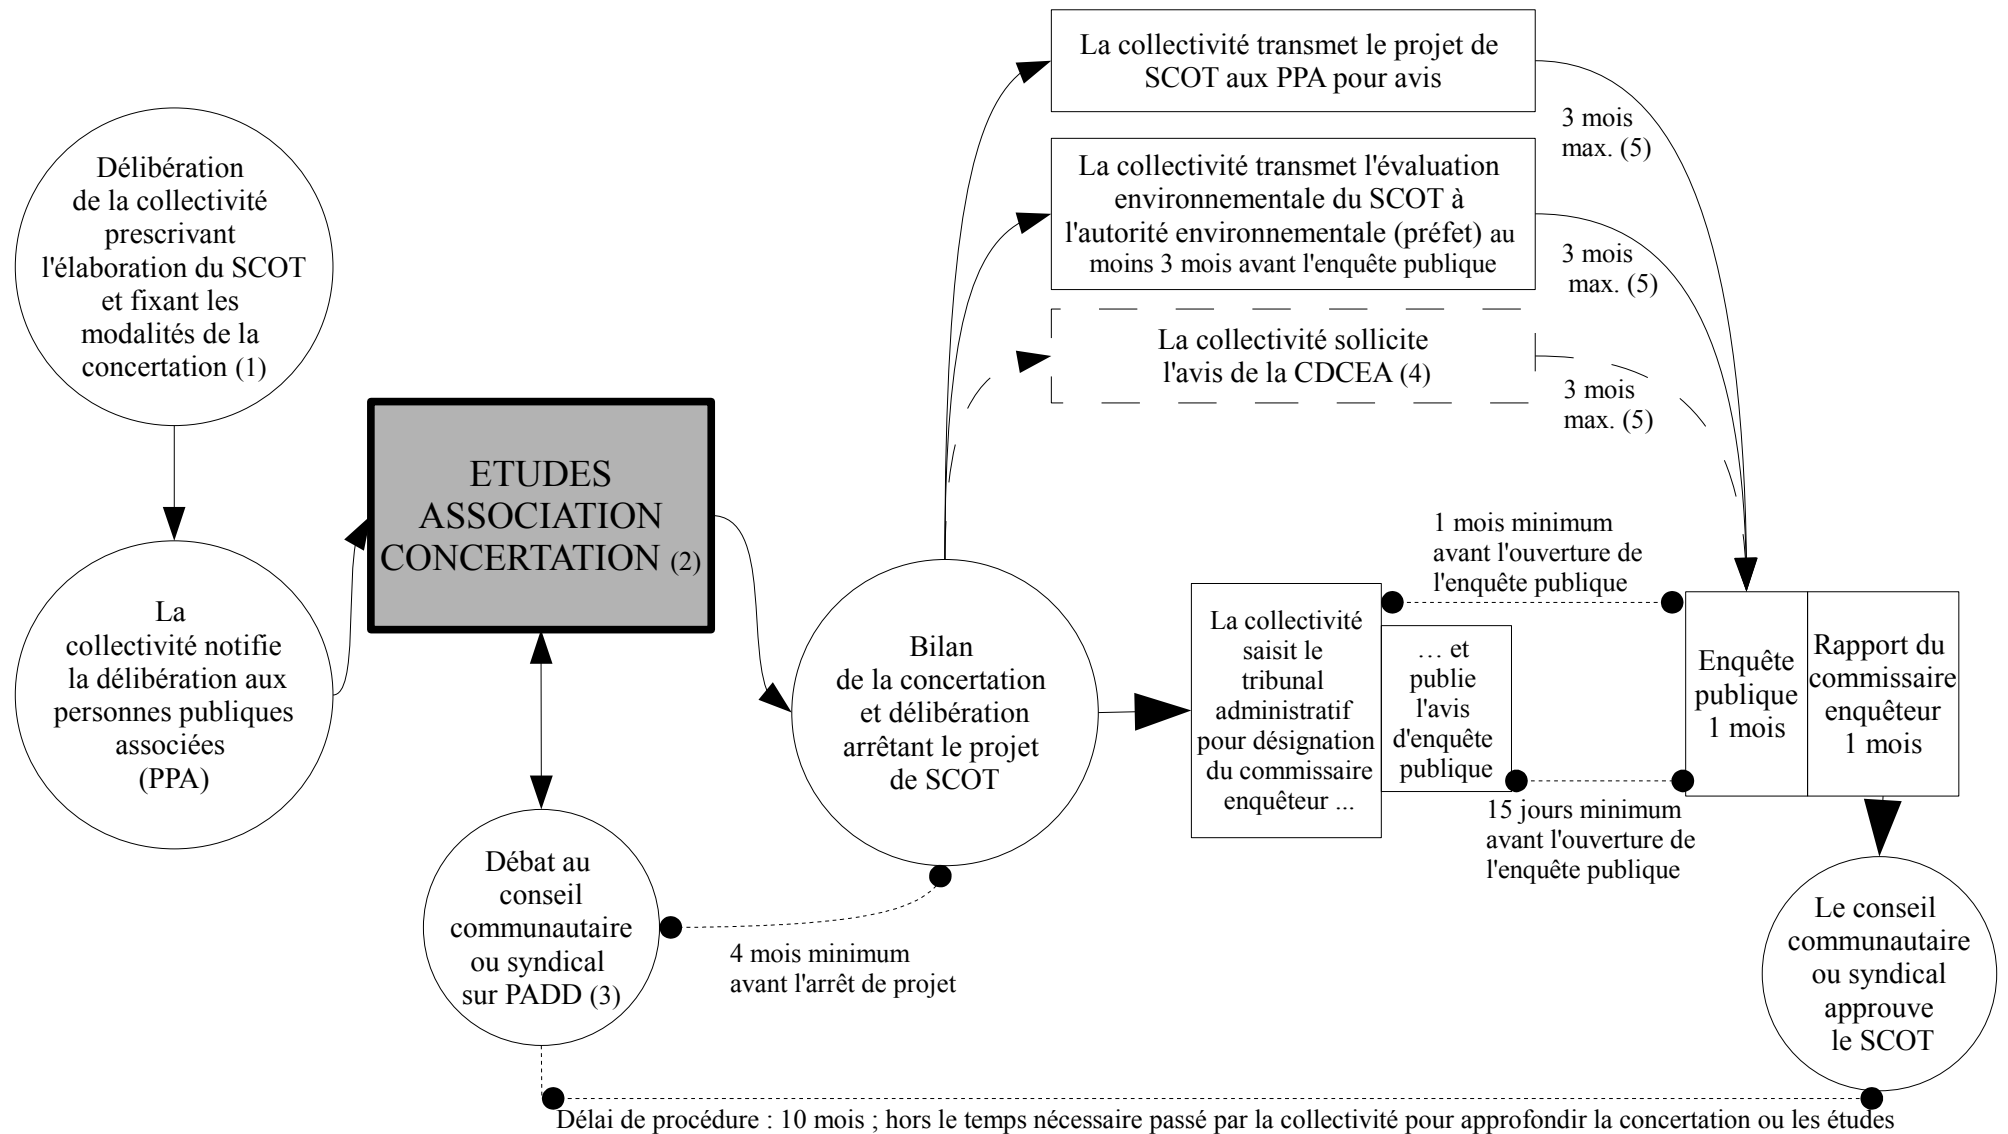 Délibération
de la collectivité
prescrivant
l'élaboration du SCOT
et fixant les
modalités de la
concertation (1)
La
collectivité notifie
la délibération aux
personnes publiques
associées
(PPA)
ETUDES
ASSOCIATION
CONCERTATION (2)
Débat au
conseil
communautaire
ou syndical
sur PADD (3)
4 mois minimum
avant l'arrêt de projet
Bilan
de la concertation
et délibération
arrêtant le projet
de SCOT
La collectivité transmet le projet de
SCOT aux PPA pour avis
3 mois
max. (5)
La collectivité transmet l'évaluation
environnementale du SCOT à
l'autorité environnementale (préfet) au
moins 3 mois avant l'enquête publique
3 mois
max. (5)
La collectivité sollicite
l'avis de la CDCEA (4)
3 mois
max. (5)
La collectivité
saisit le
tribunal
administratif
pour désignation
du commissaire
enquêteur ...
… et
publie
l'avis
d'enquête
publique
1 mois minimum
avant l'ouverture de
l'enquête publique
15 jours minimum
avant l'ouverture de
l'enquête publique
Enquête
publique
1 mois
Rapport du
commissaire
enquêteur
1 mois
Le conseil
communautaire
ou syndical
approuve
le SCOT
Délai de procédure : 10 mois ; hors le temps nécessaire passé par la collectivité pour approfondir la concertation ou les études